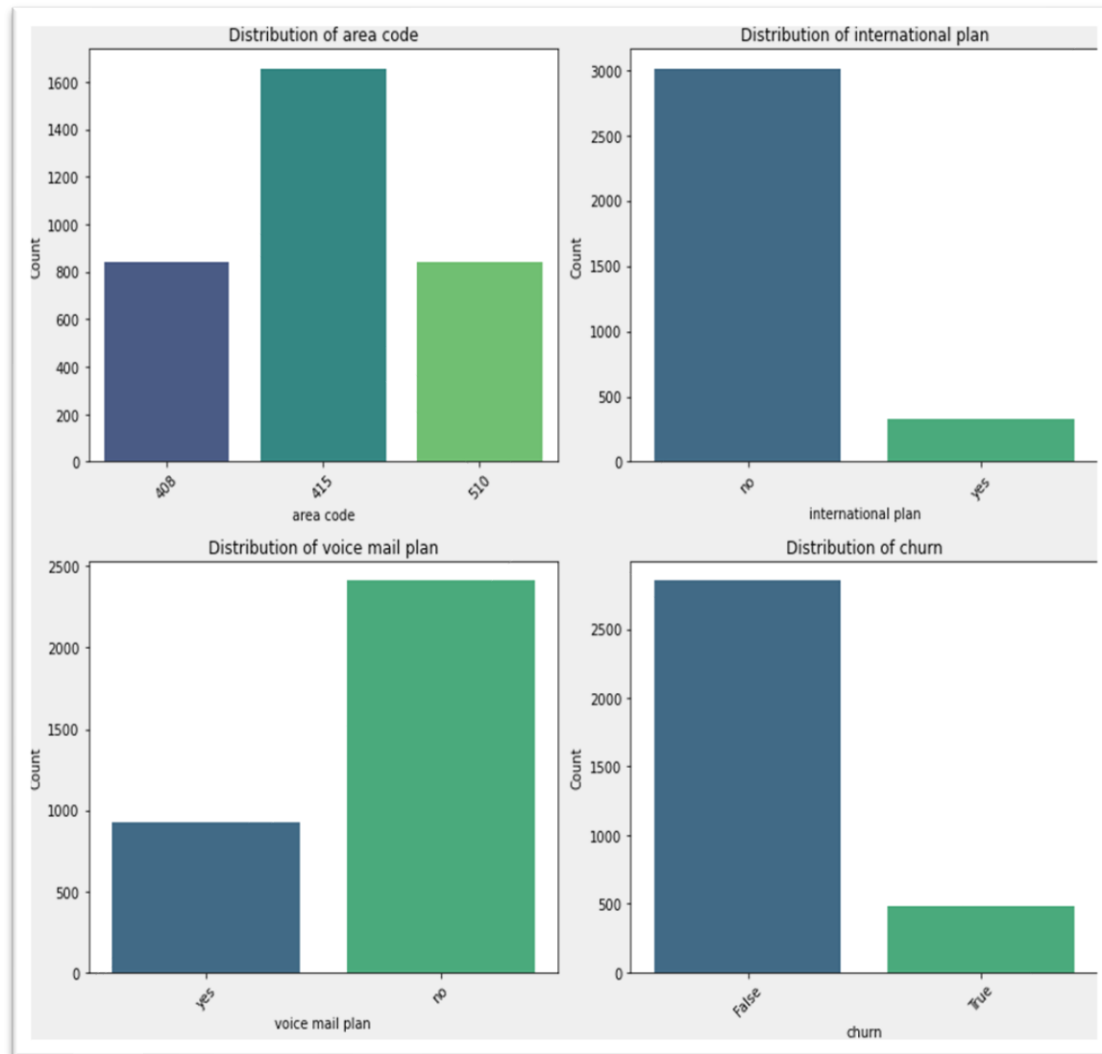 Distribution of area code
1600
1400
1200
1000
800
600
400
200
0
Count
408
415
510
area code
Distribution of international plan
3000
2500
2000
1500
1000
500
0
Count
no
yes
international plan
Distribution of voice mail plan
2500
2000
1500
1000
500
0
Count
yes
no
voice mail plan
Distribution of churn
2500
2000
1500
1000
500
0
Count
False
True
churn